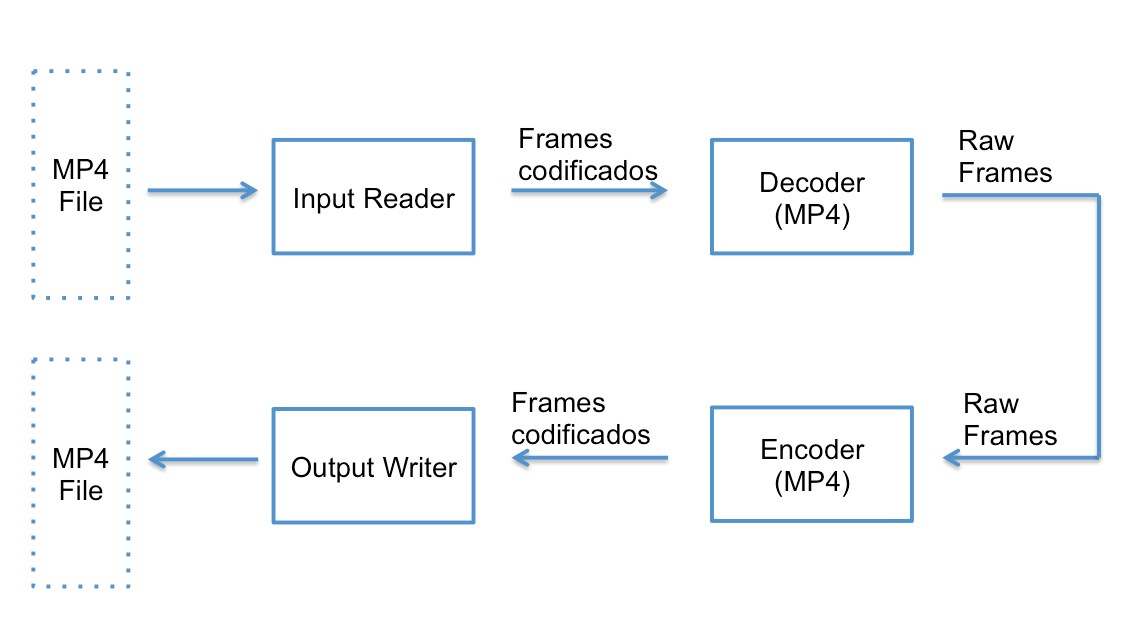 MP4
File
Input Reader
Frames
codificados
Decoder
(MP4)
Raw
Frames
MP4
File
Output Writer
Frames
codificados
Encoder
(MP4)
Raw
Frames